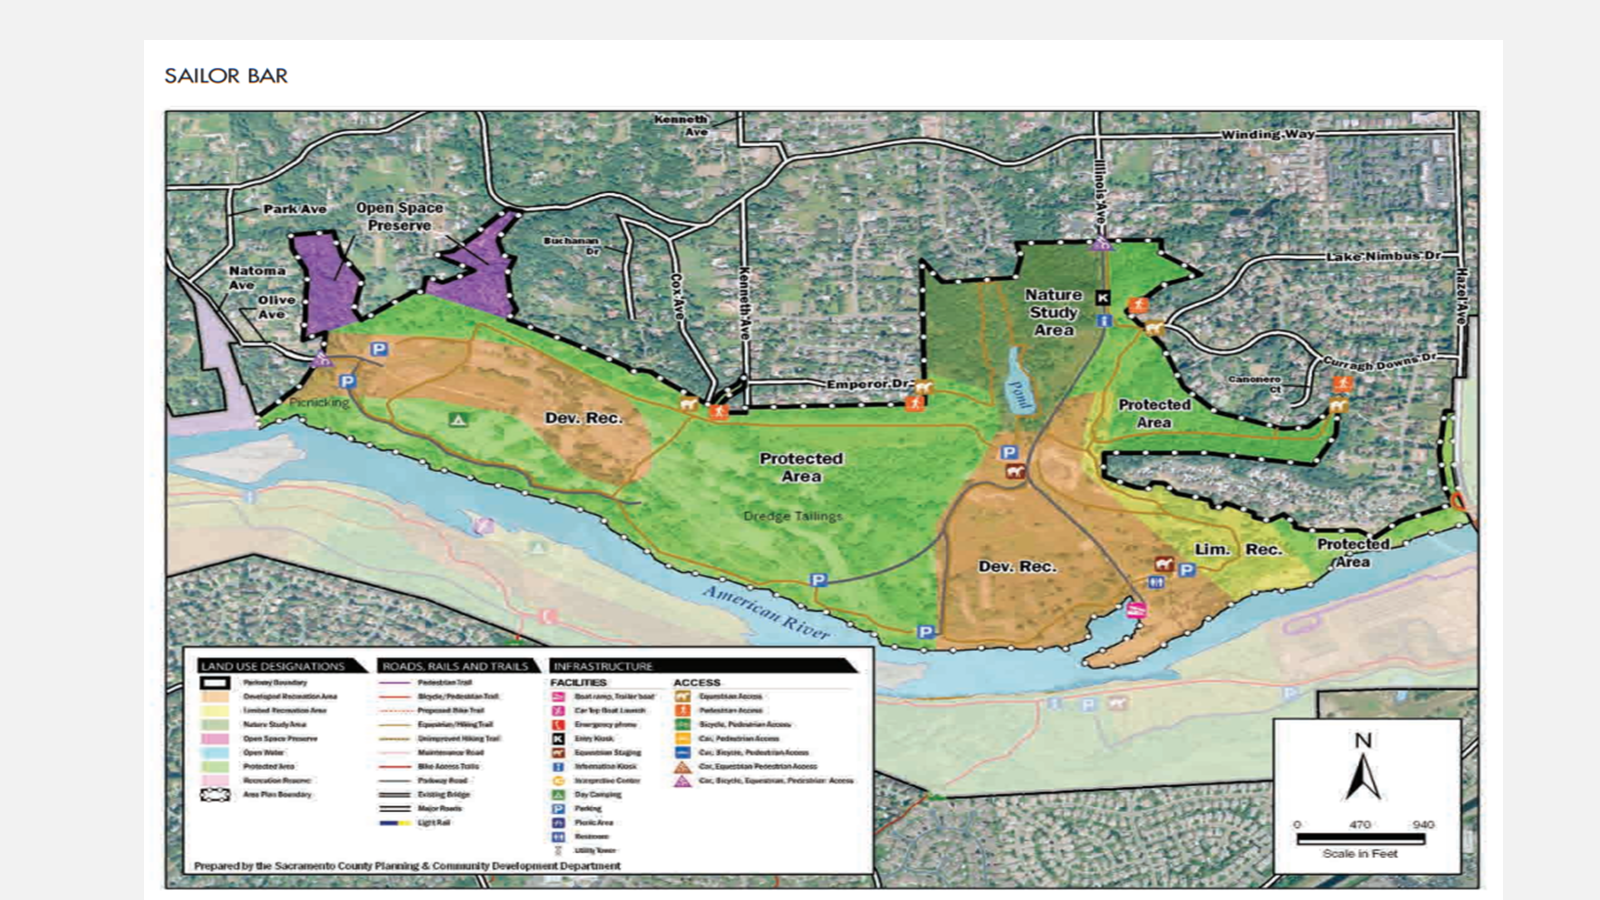 SAILOR BAR
Kenneth
Ave
Winding Way
Illinois Ave
Park Ave
Open Space
Preserve
Buchanan
Dr
Lake Nimbus Dr
Natoma
Ave
Olive
Ave
Cox Ave
Kenneth Ave
Hazel Ave
Nature
Study
Area
K
i
P
P
Picnicking
Emperor Dr
Pond
Curragh Downs Dr
Canonero
Ct
Dev. Rec.
Protected
Area
Protected
Area
P
Dredge Tailings
Lim. Rec.
Protected
Area
Dev. Rec.
P
P
P
American River
LAND USE DESIGNATIONS
Parkway Boundary
Developed Recreation Area
Limited Recreation Area
Nature Study Area
Open Space Preserve
Open Water
Protected Area
Recreation Reserve
Area Plan Boundary
ROADS, RAILS AND TRAILS
Pedestrian Trail
Bicycle/Pedestrian Trail
Proposed Bike Trail
Equestrian/Hiking Trail
Unimproved Hiking Trail
Maintenance Road
Bike Access Trails
Parkway Road
Existing Bridge
Major Roads
Light Rail
INFRASTRUCTURE
FACILITIES
Boat ramp, Trailer boat
Car Top Boat Launch
Emergency phone
Entry Kiosk
Equestrian Staging
Information Kiosk
Interpretive Center
Day Camping
Parking
Picnic Area
Restroom
Utility Tower
ACCESS
Equestrian Access
Pedestrian Access
Bicycle, Pedestrian Access
Car, Pedestrian Access
Car, Bicycle, Pedestrian Access
Car, Equestrian Pedestrian Access
Car, Bicycle, Equestrian, Pedestrian Access
Prepared by the Sacramento County Planning & Community Development Department
N
0 470 940
Scale in Feet